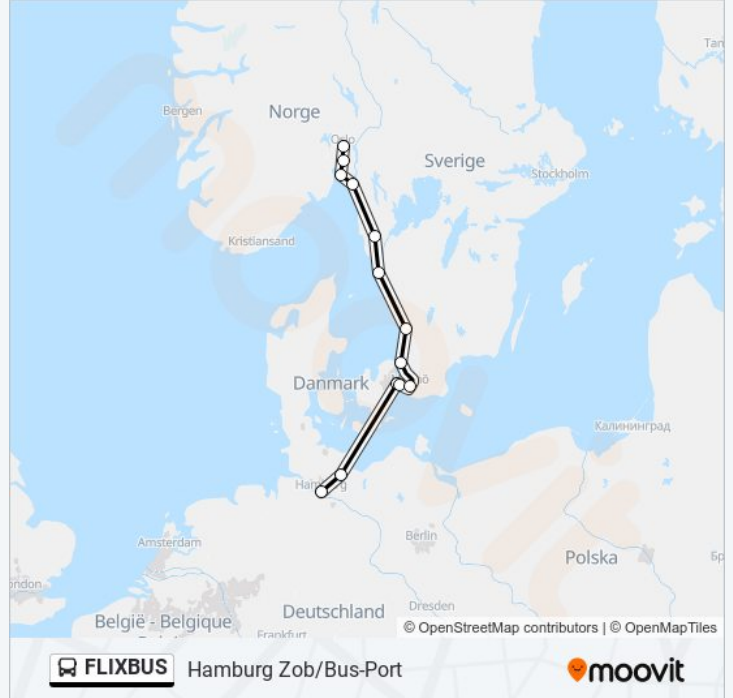 Tan
Bergen
Norge
Oslo
Sverige
Stockholm
Kristiansand
Danmark
Калининград
Hamburg
Berlin
Amsterdam
Polska
Бр
ondon
België - Belgique
Deutschland
Dresden
Frankfurt
© OpenStreetMap contributors | © OpenMapTiles
FLIXBUS
Hamburg Zob/Bus-Port
moovit